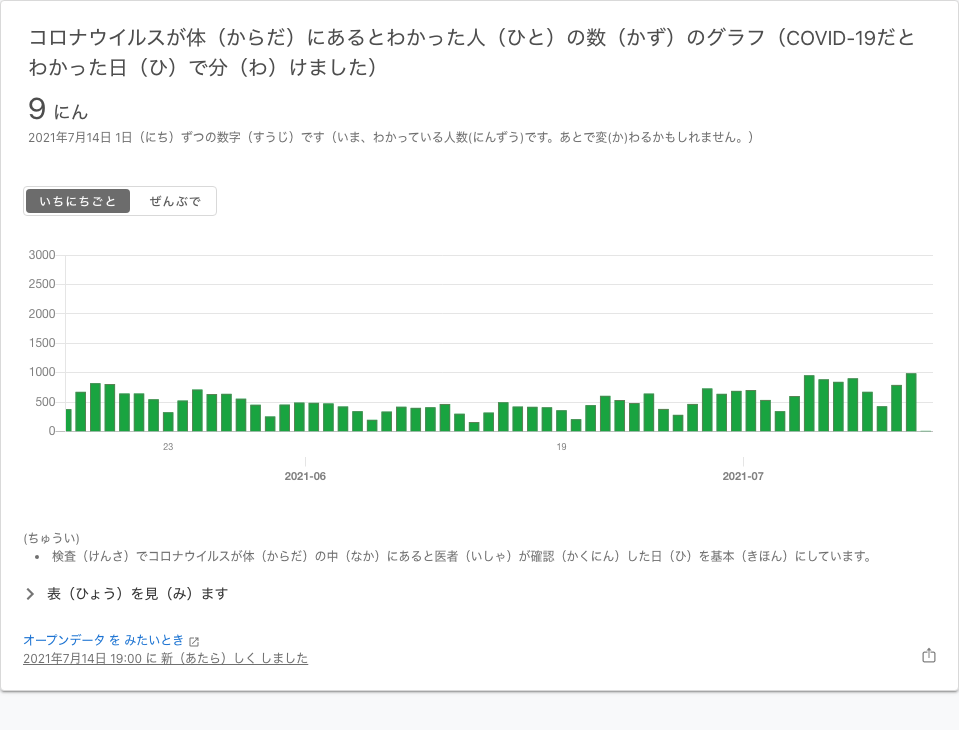 コロナウイルスが体（からだ）にあるとわかった人（ひと）の数（かず）のグラフ（COVID-19だと
わかった日（ひ）で分（わ）けました）
9 にん
2021年7月14日 1日（にち）ずつの数字（すうじ）です（いま、わかっている人数(にんずう)です。あとで変(か)わるかもしれません。）
いちにちごと ぜんぶで
3000
2500
2000
1500
1000
500
0
23 19
2021-06 2021-07
(ちゅうい)
• 検査（けんさ）でコロナウイルスが体（からだ）の中（なか）にあると医者（いしゃ）が確認（かくにん）した日（ひ）を基本（きほん）にしています。
表（ひょう）を見（み）ます
オープンデータ を みたいとき
2021年7月14日 19:00 に 新（あたら）しく しました